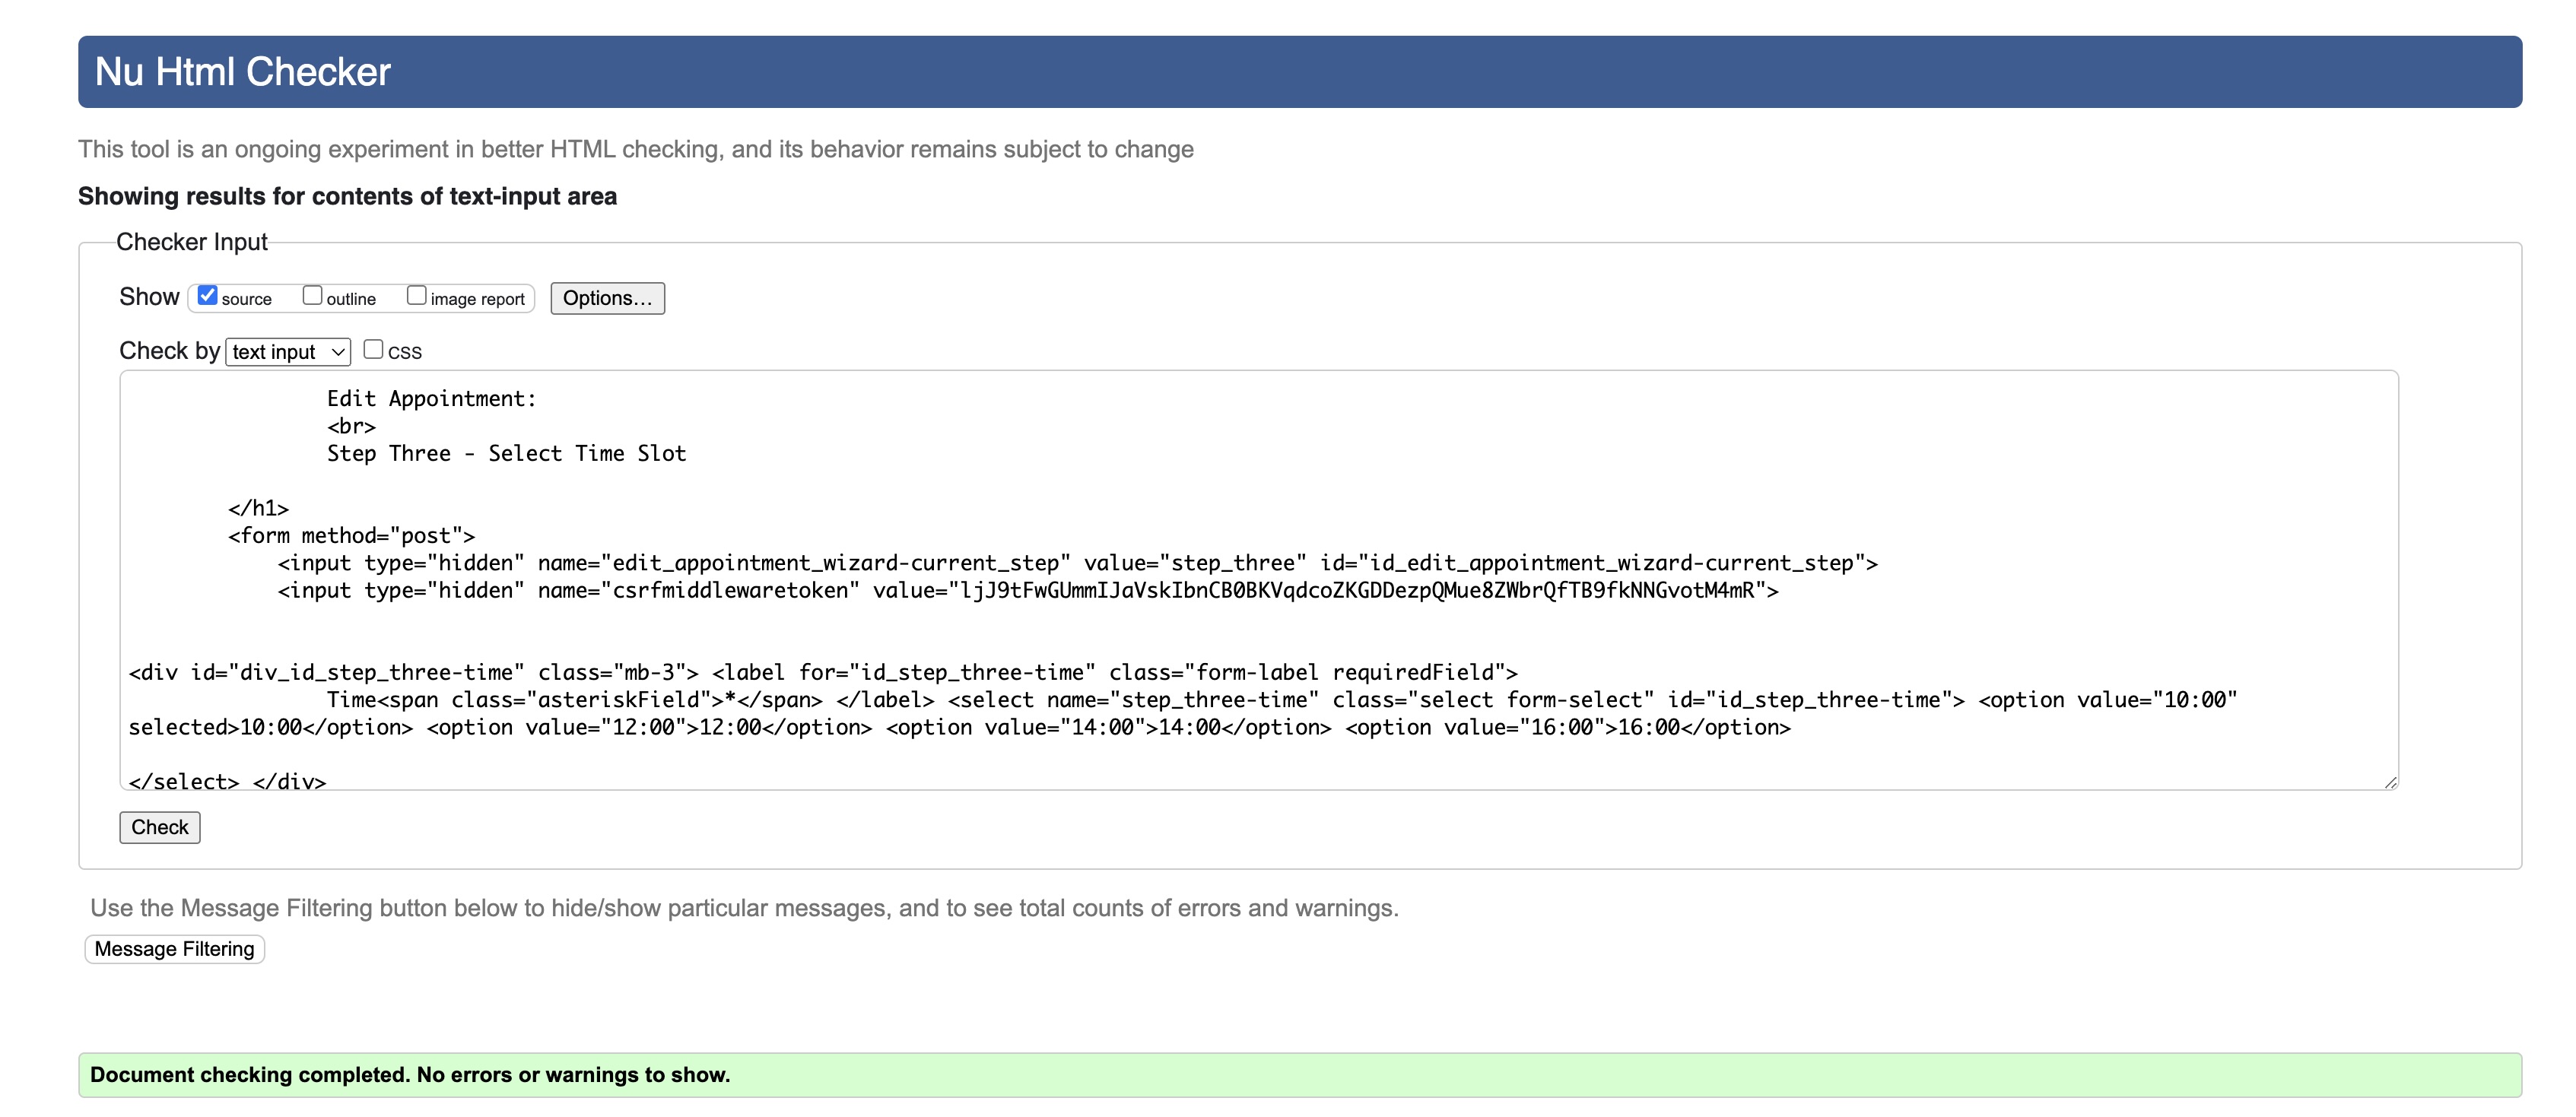 Nu Html Checker
This tool is an ongoing experiment in better HTML checking, and its behavior remains subject to change
Showing results for contents of text-input area
Checker Input
Show source outline image report Options...
Check by text input CSS
Edit Appointment:
<br>
Step Three - Select Time Slot
</h1>
<form method="post">
<input type="hidden" name="edit_appointment_wizard-current_step" value="step_three" id="id_edit_appointment_wizard-current_step">
<input type="hidden" name="csrfmiddlewaretoken" value="ljJ9tFwGUmmIJaVskIbnCB0BKVqdcoZKGDDezpQMue8ZWbrQfTB9fkNNGvotM4mR">
<div id="div_id_step_three-time" class="mb-3"> <label for="id_step_three-time" class="form-label requiredField">
Time<span class="asteriskField">*</span> </label> <select name="step_three-time" class="select form-select" id="id_step_three-time"> <option value="10:00"
selected>10:00</option> <option value="12:00">12:00</option> <option value="14:00">14:00</option> <option value="16:00">16:00</option>
</select> </div>
Check
Use the Message Filtering button below to hide/show particular messages, and to see total counts of errors and warnings.
Message Filtering
Document checking completed. No errors or warnings to show.